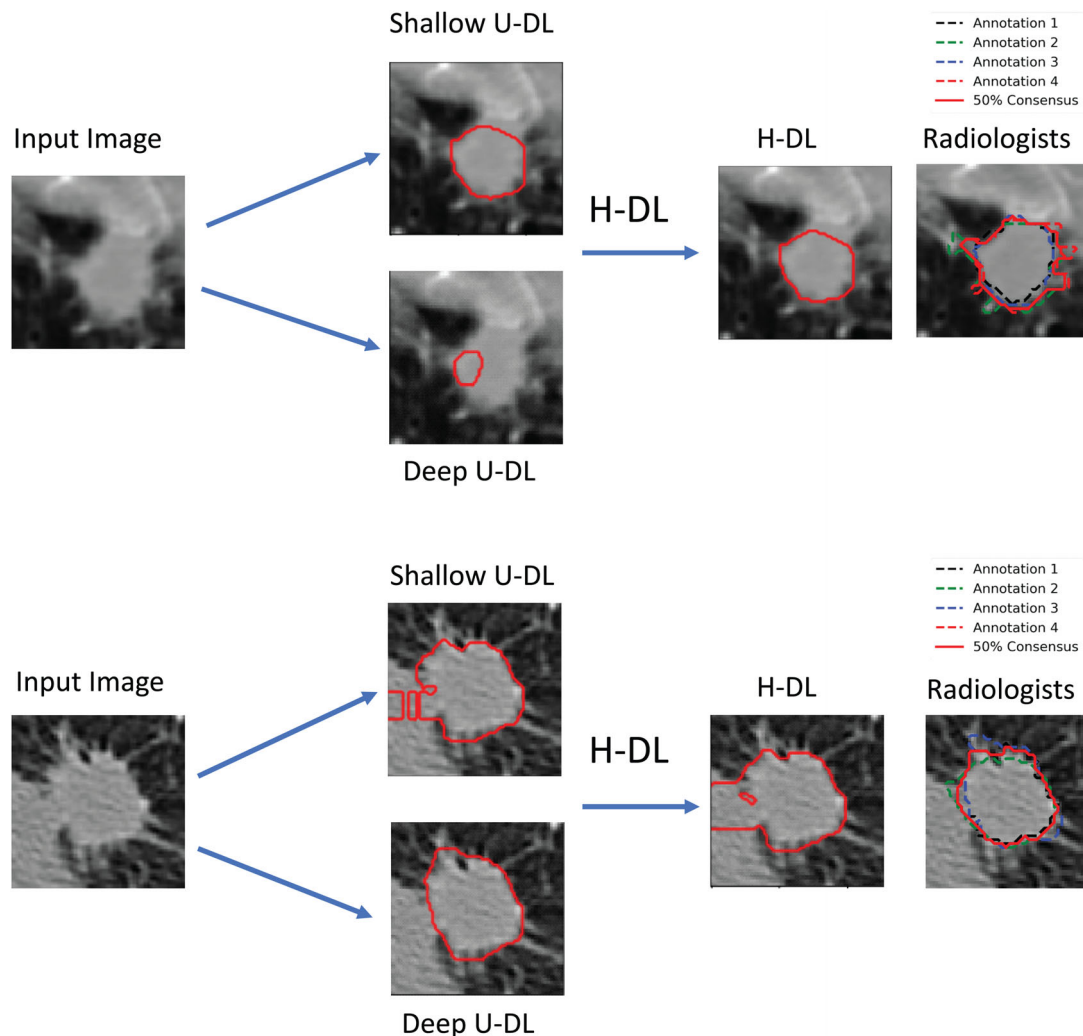 Shallow U-DL
Annotation 1
Annotation 2
Annotation 3
Annotation 4
50% Consensus
Input Image
H-DL
Radiologists
H-DL
Deep U-DL
Shallow U-DL
Annotation 1
Annotation 2
Annotation 3
Annotation 4
50% Consensus
Input Image
H-DL
Radiologists
H-DL
Deep U-DL